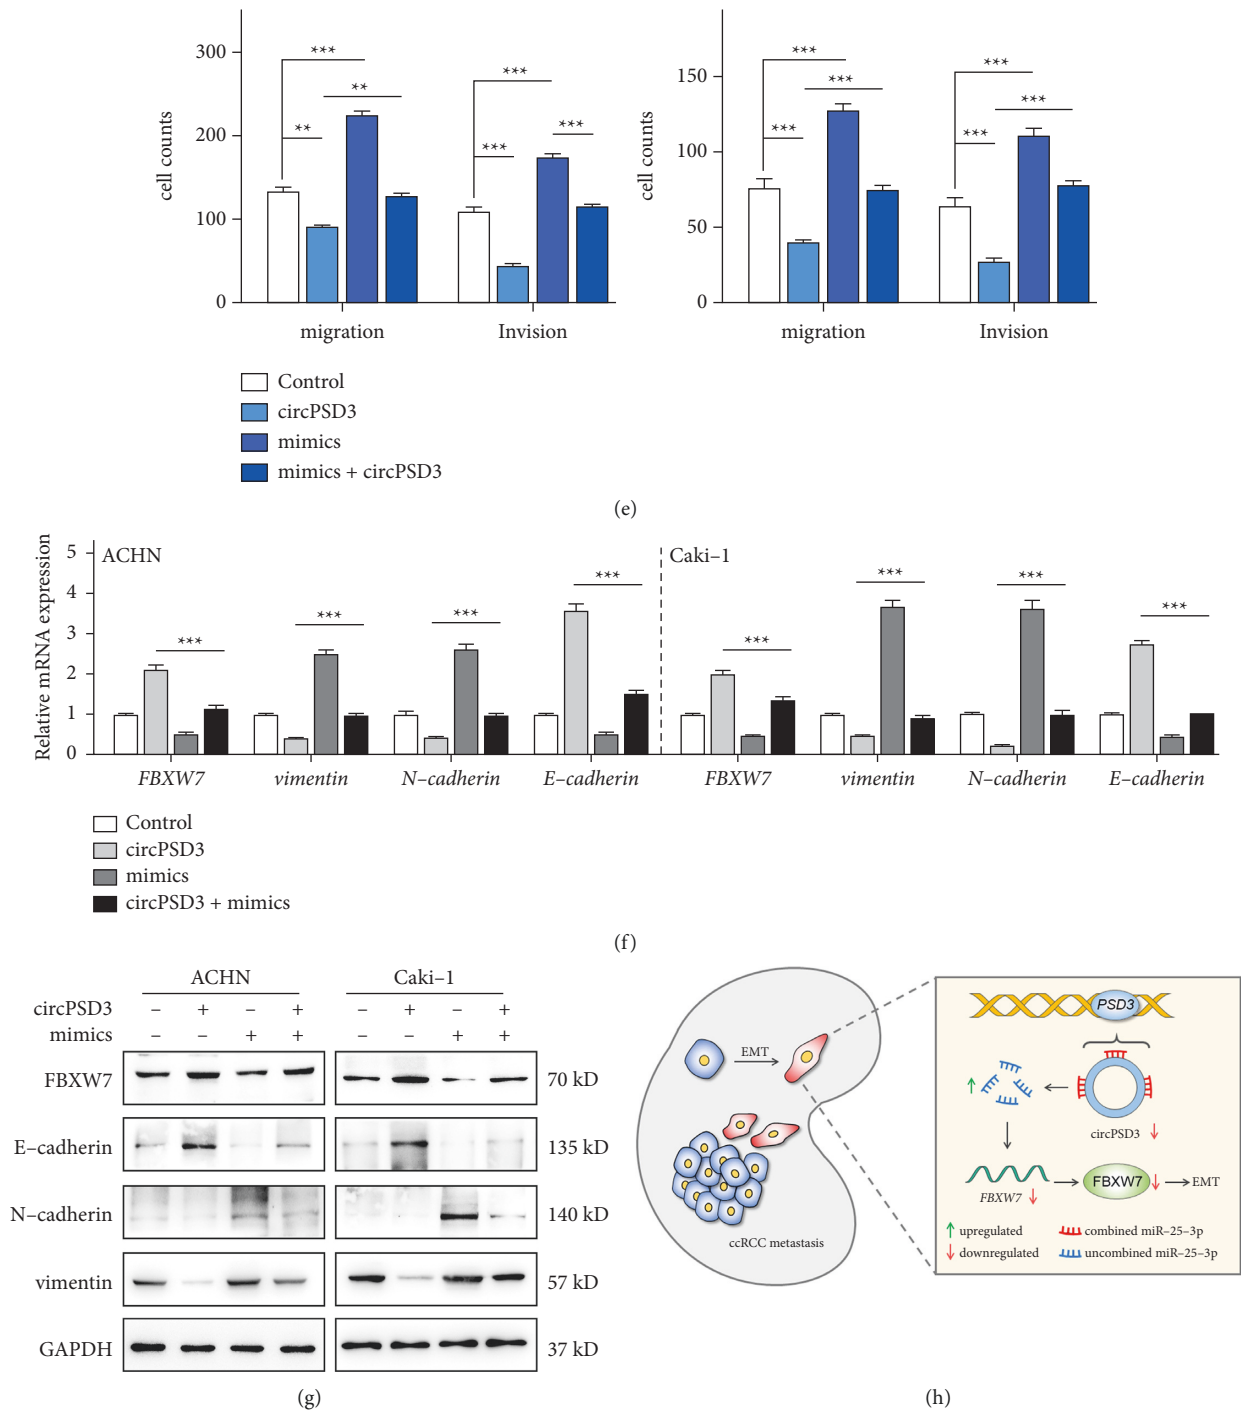 300
200
100
0
cell counts
***
**
**
***
***
***
migration
Invision
150
100
50
0
cell counts
***
***
***
***
***
***
migration
Invision
Control
circPSD3
mimics
mimics + circPSD3
(e)
Relative mRNA expression
5
4
3
2
1
0
ACHN
Caki–1
***
***
***
***
***
***
***
***
FBXW7
vimentin
N–cadherin
E–cadherin
FBXW7
vimentin
N–cadherin
E–cadherin
Control
circPSD3
mimics
circPSD3 + mimics
(f)
ACHN
Caki–1
circPSD3 – + – + – + – +
mimics – – + + – – + +
FBXW7 70 kD
E–cadherin 135 kD
N–cadherin 140 kD
vimentin 57 kD
GAPDH 37 kD
(g)
EMT
ccRCC metastasis
PSD3
circPSD3
FBXW7
FBXW7
EMT
upregulated
combined miR–25–3p
downregulated
uncombined miR–25–3p
(h)